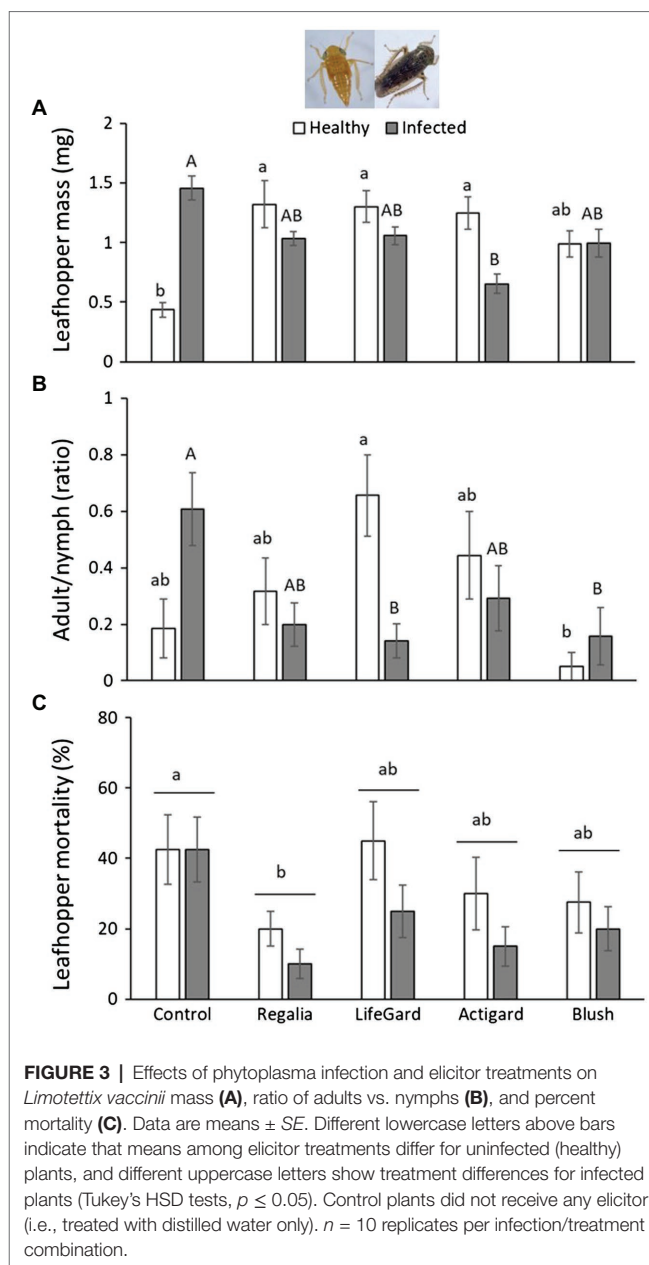 A
Healthy Infected
Leafhopper mass (mg)
2
1.5
1
0.5
0
b A a AB a AB a B ab AB
B
Adult/nymph (ratio)
1
0.8
0.6
0.4
0.2
0
ab A ab AB a B ab AB b B
C
Leafhopper mortality (%)
80
60
40
20
0
a b ab ab ab
Control Regalia LifeGard Actigard Blush
FIGURE 3 | Effects of phytoplasma infection and elicitor treatments on
Limotettix vaccinii mass (A), ratio of adults vs. nymphs (B), and percent
mortality (C). Data are means ± SE. Different lowercase letters above bars
indicate that means among elicitor treatments differ for uninfected (healthy)
plants, and different uppercase letters show treatment differences for infected
plants (Tukey's HSD tests, p ≤ 0.05). Control plants did not receive any elicitor
(i.e., treated with distilled water only). n = 10 replicates per infection/treatment
combination.